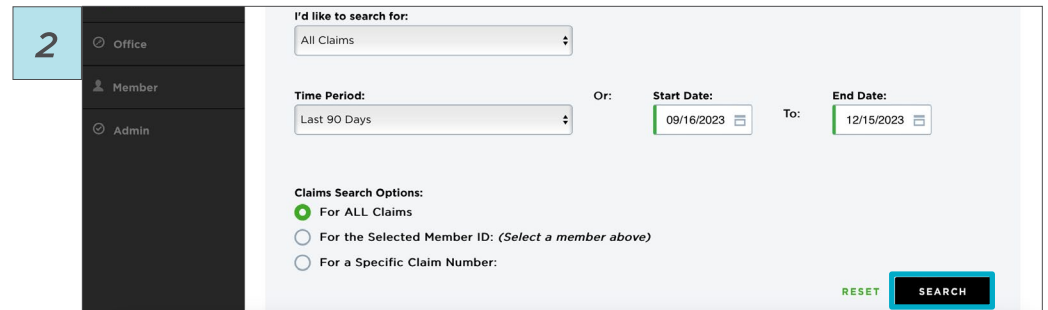 2
Office
Member
Admin
I'd like to search for:
All Claims
Time Period:
Last 90 Days
Or:
Start Date:
09/16/2023
To:
End Date:
12/15/2023
Claims Search Options:
For ALL Claims
For the Selected Member ID: (Select a member above)
For a Specific Claim Number:
RESET
SEARCH